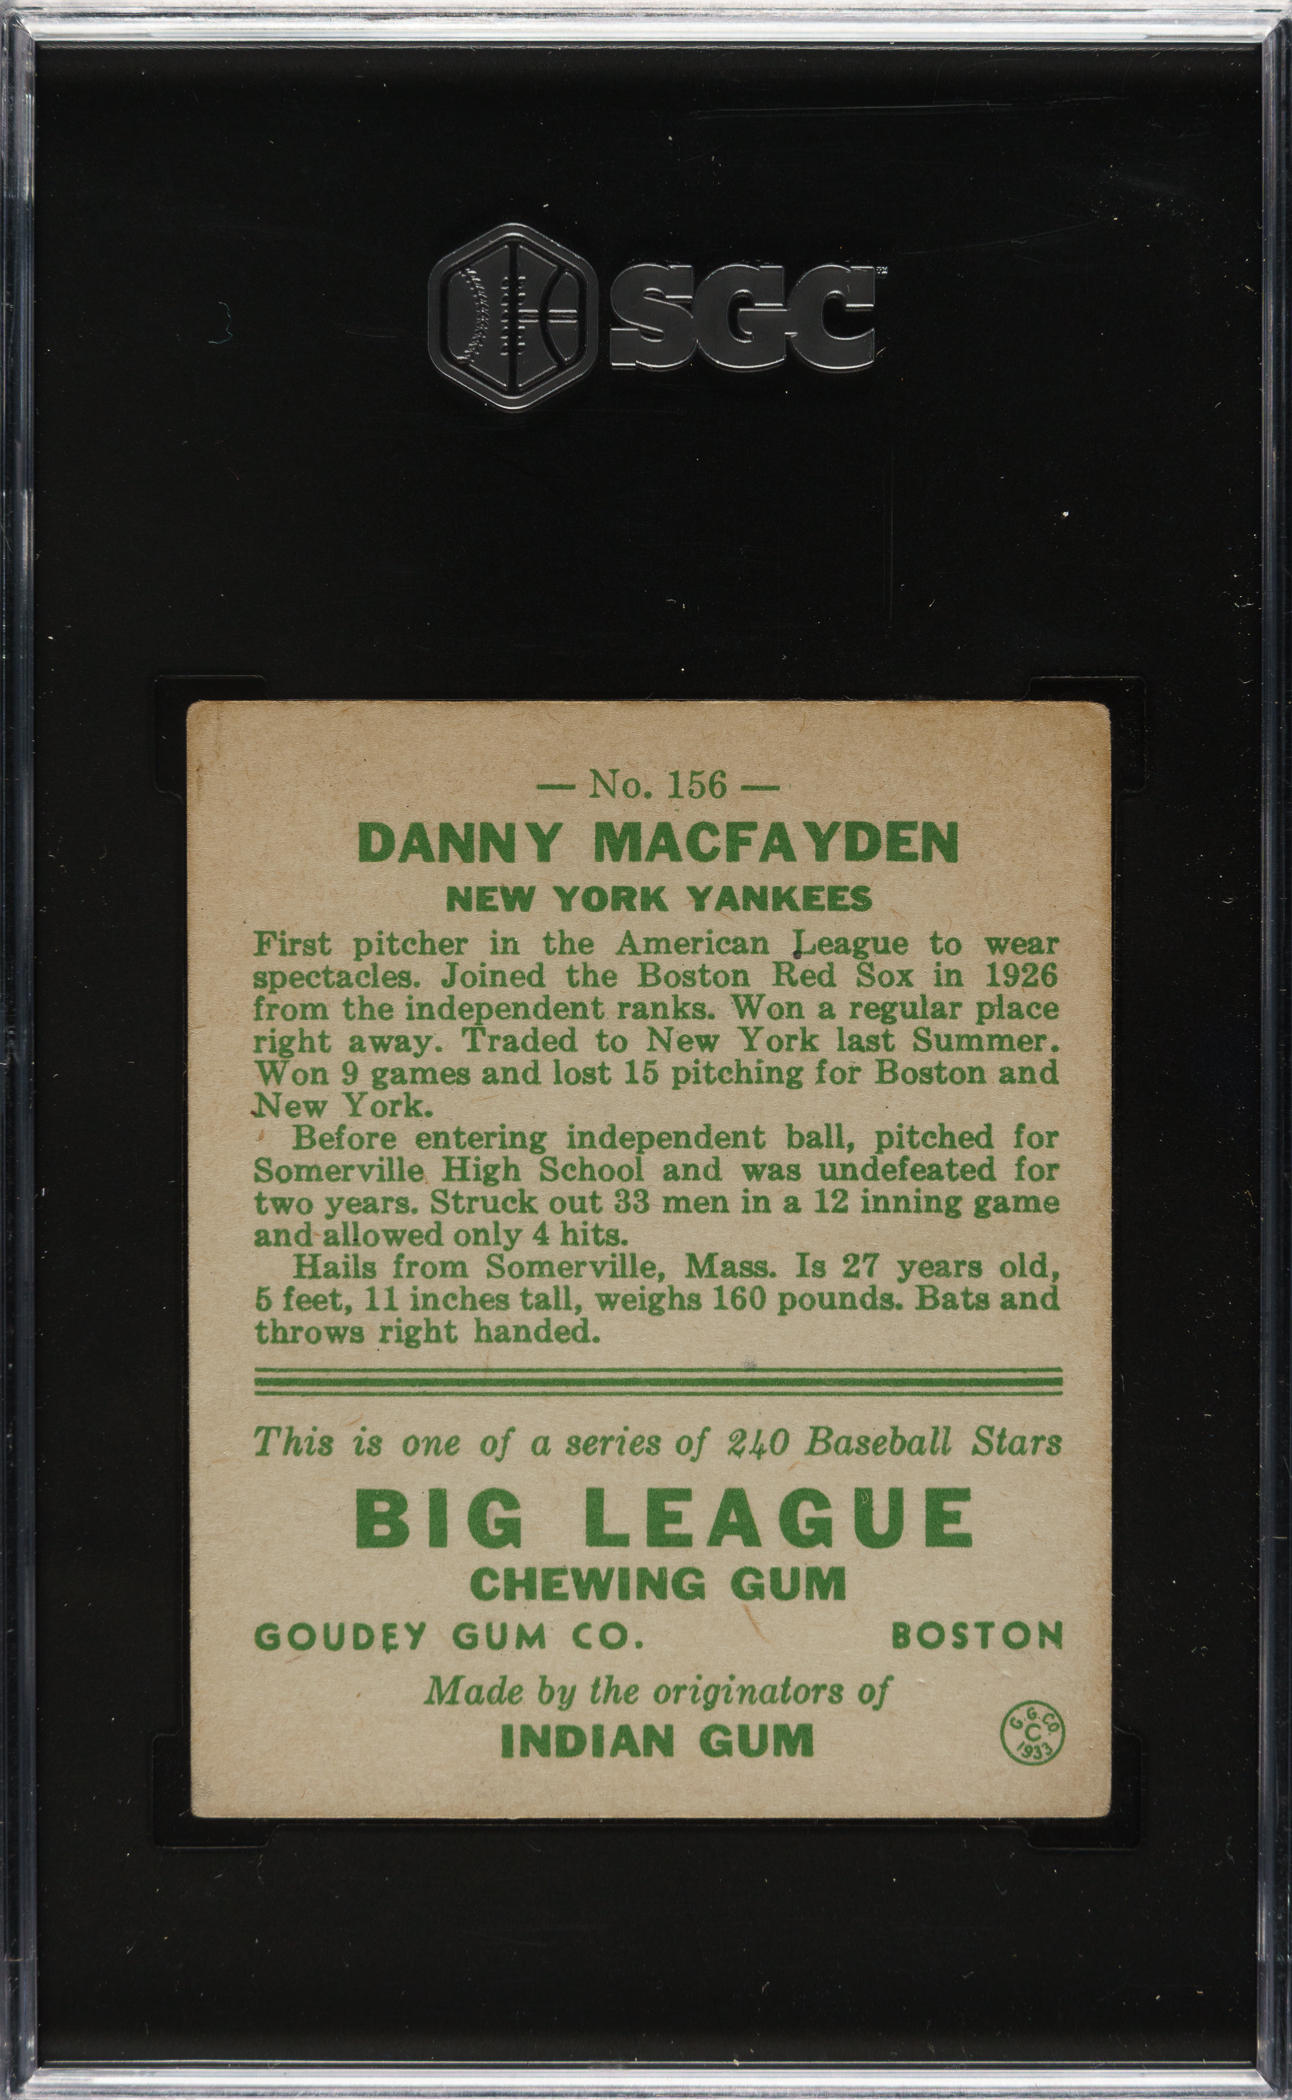 SGC™
— No. 156 —
DANNY MACFAYDEN
NEW YORK YANKEES
First pitcher in the American League to wear
spectacles. Joined the Boston Red Sox in 1926
from the independent ranks. Won a regular place
right away. Traded to New York last Summer.
Won 9 games and lost 15 pitching for Boston and
New York.
Before entering independent ball, pitched for
Somerville High School and was undefeated for
two years. Struck out 33 men in a 12 inning game
and allowed only 4 hits.
Hails from Somerville, Mass. Is 27 years old,
5 feet, 11 inches tall, weighs 160 pounds. Bats and
throws right handed.
This is one of a series of 240 Baseball Stars
BIG LEAGUE
CHEWING GUM
GOUDEY GUM CO. BOSTON
Made by the originators of
INDIAN GUM
G.G.CO.
C
1933